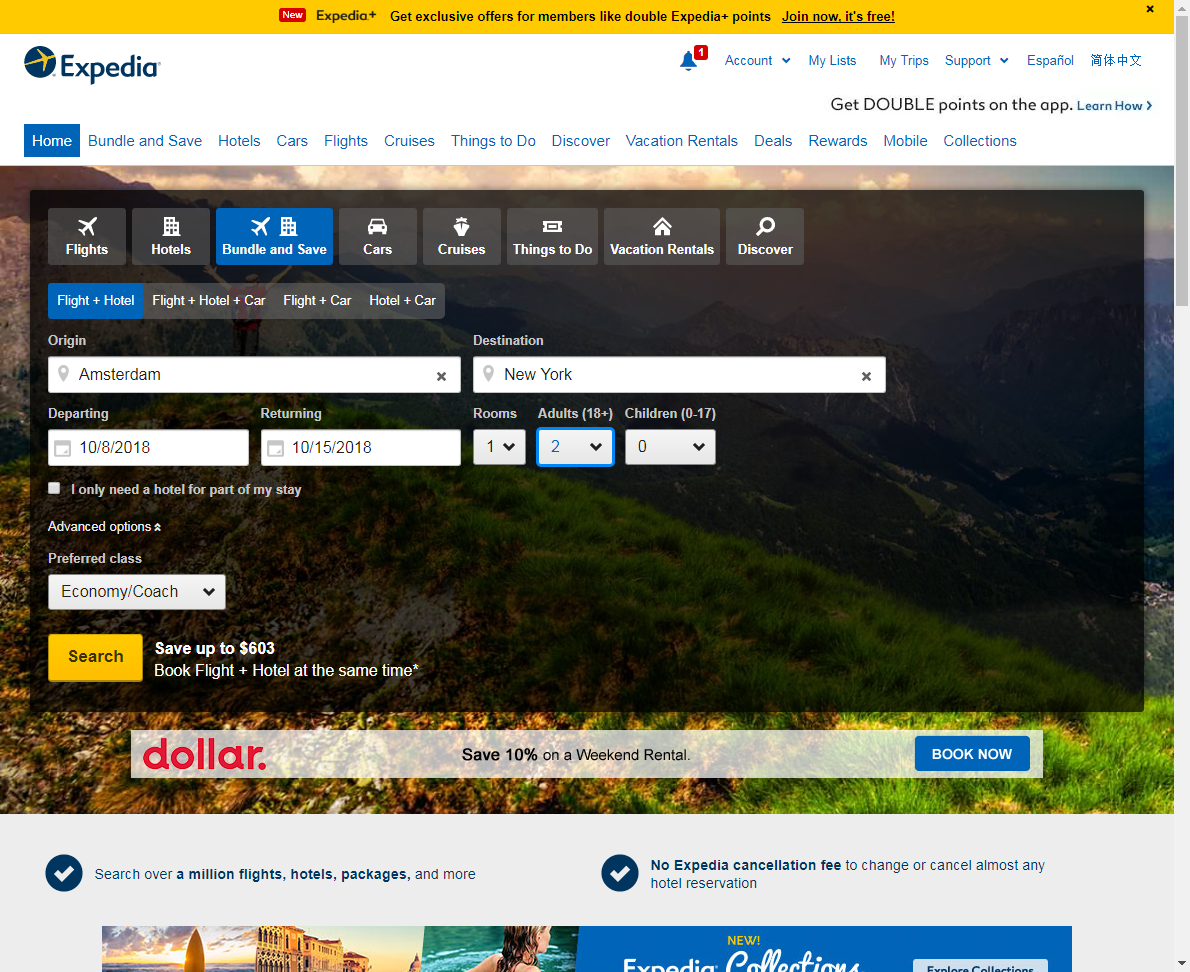 New Expedia+ Get exclusive offers for members like double Expedia+ points Join now, it's free! ×
Expedia
1 Account My Lists My Trips Support Español 简体中文
Get DOUBLE points on the app. Learn How >
Home Bundle and Save Hotels Cars Flights Cruises Things to Do Discover Vacation Rentals Deals Rewards Mobile Collections
Flights Hotels Bundle and Save Cars Cruises Things to Do Vacation Rentals Discover
Flight + Hotel Flight + Hotel + Car Flight + Car Hotel + Car
Origin Destination
Amsterdam × New York ×
Departing Returning Rooms Adults (18+) Children (0-17)
10/8/2018 10/15/2018 1 2 0
I only need a hotel for part of my stay
Advanced options
Preferred class
Economy/Coach
Search Save up to $603
Book Flight + Hotel at the same time*
dollar. Save 10% on a Weekend Rental. BOOK NOW
Search over a million flights, hotels, packages, and more
No Expedia cancellation fee to change or cancel almost any
hotel reservation
NEW!
Expedia Collections Explore Collections